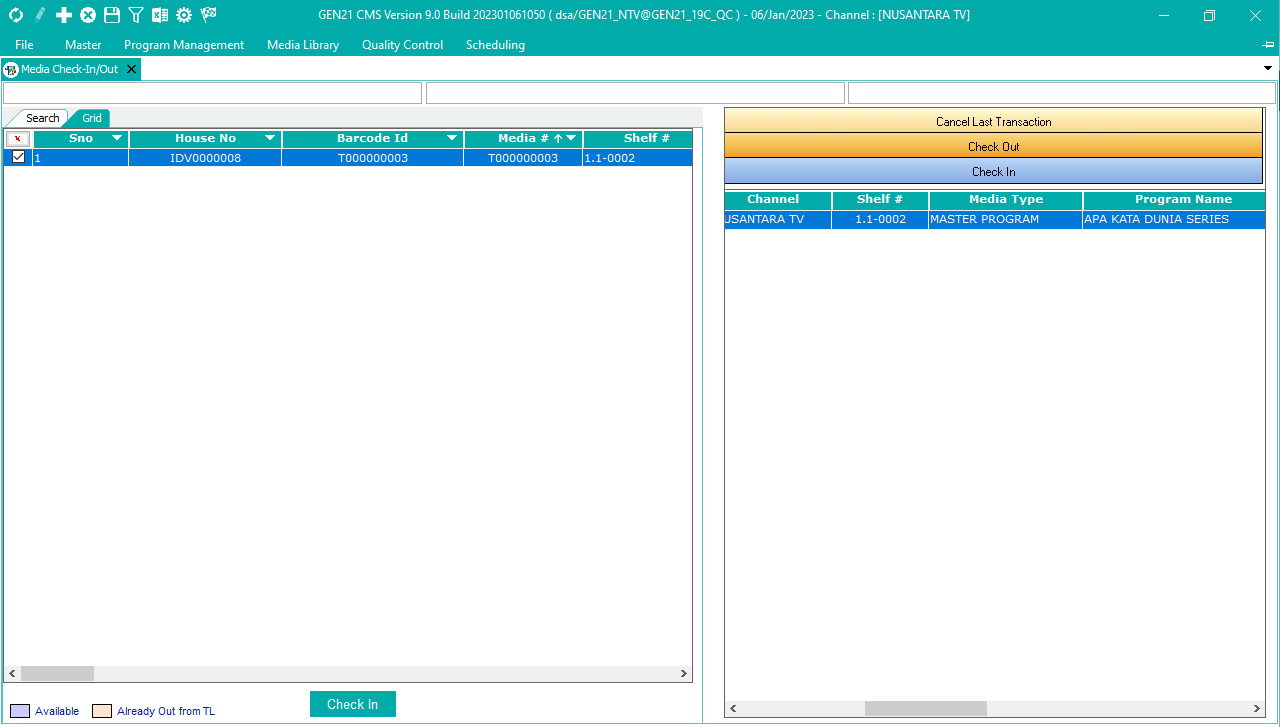 GEN21 CMS Version 9.0 Build 202301061050 ( dsa/GEN21_NTV@GEN21_19C_QC ) - 06/Jan/2023 - Channel : [NUSANTARA TV]
File Master Program Management Media Library Quality Control Scheduling
Media Check-In/Out
Search Grid
x Sno House No Barcode Id Media # Shelf #
1 IDV0000008 T000000003 T000000003 1.1-0002
Cancel Last Transaction
Check Out
Check In
Channel Shelf # Media Type Program Name
USANTARA TV 1.1-0002 MASTER PROGRAM APA KATA DUNIA SERIES
Available Already Out from TL Check In